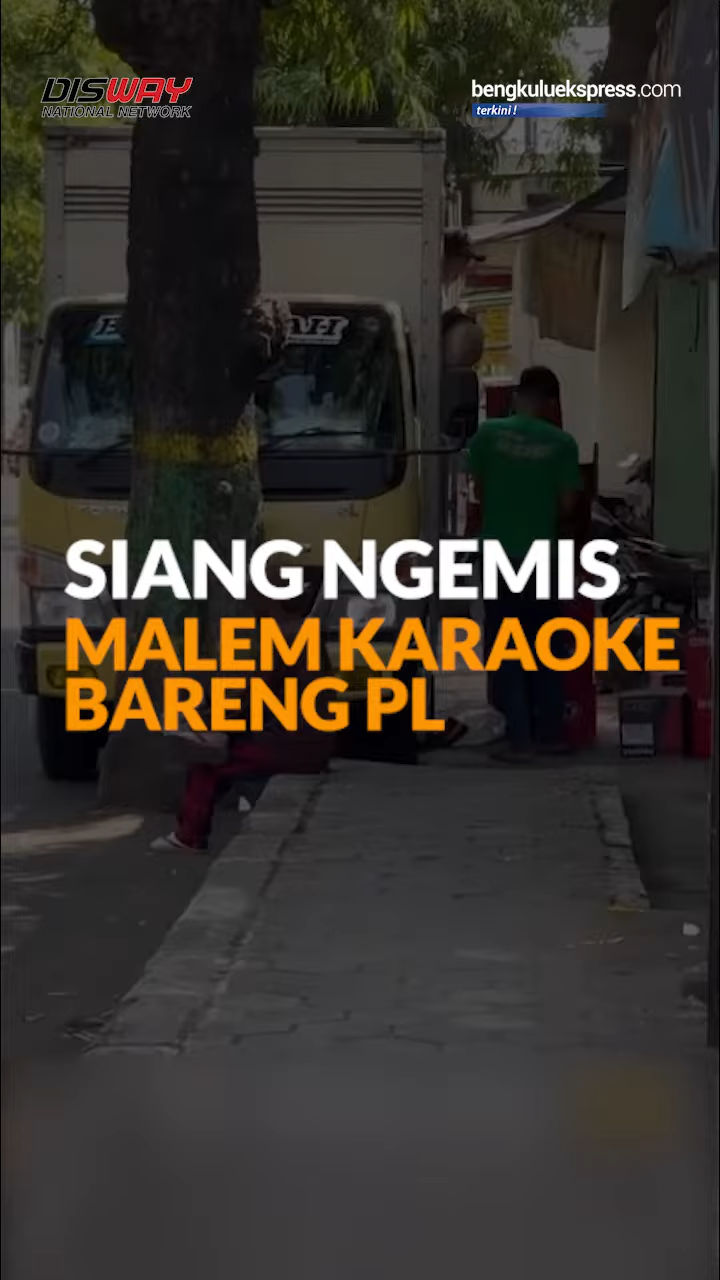 DISWAY
NATIONAL NETWORK
bengkuluekspress.com
terkini !
SIANG NGEMIS
MALEM KARAOKE
BARENG PL